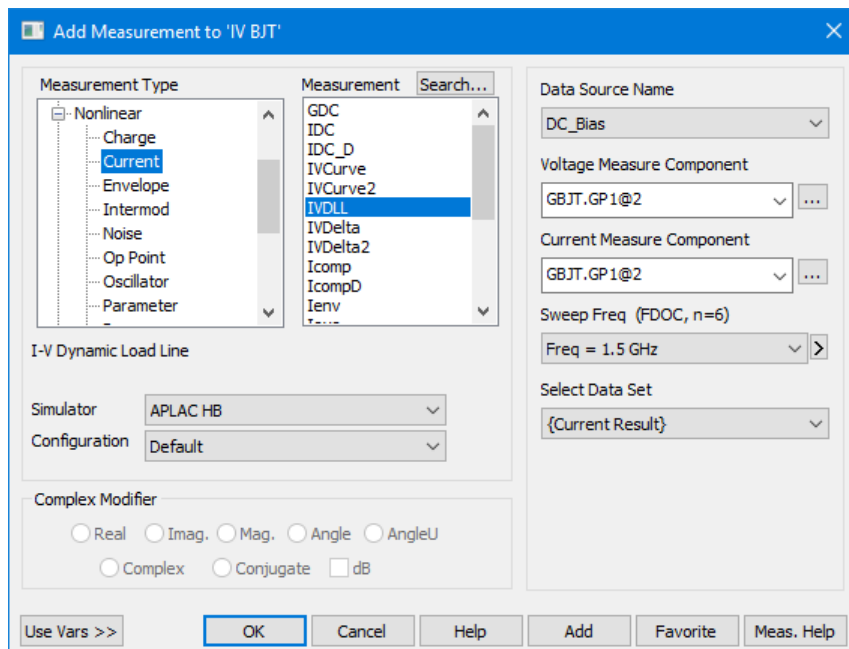 Add Measurement to 'IV BJT'
Measurement Type
Nonlinear
Charge
Current
Envelope
Intermod
Noise
Op Point
Oscillator
Parameter
Measurement
Search...
GDC
IDC
IDC_D
IVCurve
IVCurve2
IVDLL
IVDelta
IVDelta2
Icomp
IcompD
Ienv
I-V Dynamic Load Line
Simulator
APLAC HB
Configuration
Default
Complex Modifier
Real
Imag.
Mag.
Angle
AngleU
Complex
Conjugate
dB
Data Source Name
DC_Bias
Voltage Measure Component
GBJT.GP1@2
...
Current Measure Component
GBJT.GP1@2
...
Sweep Freq (FDOC, n=6)
Freq = 1.5 GHz
>
Select Data Set
{Current Result}
Use Vars >>
OK
Cancel
Help
Add
Favorite
Meas. Help